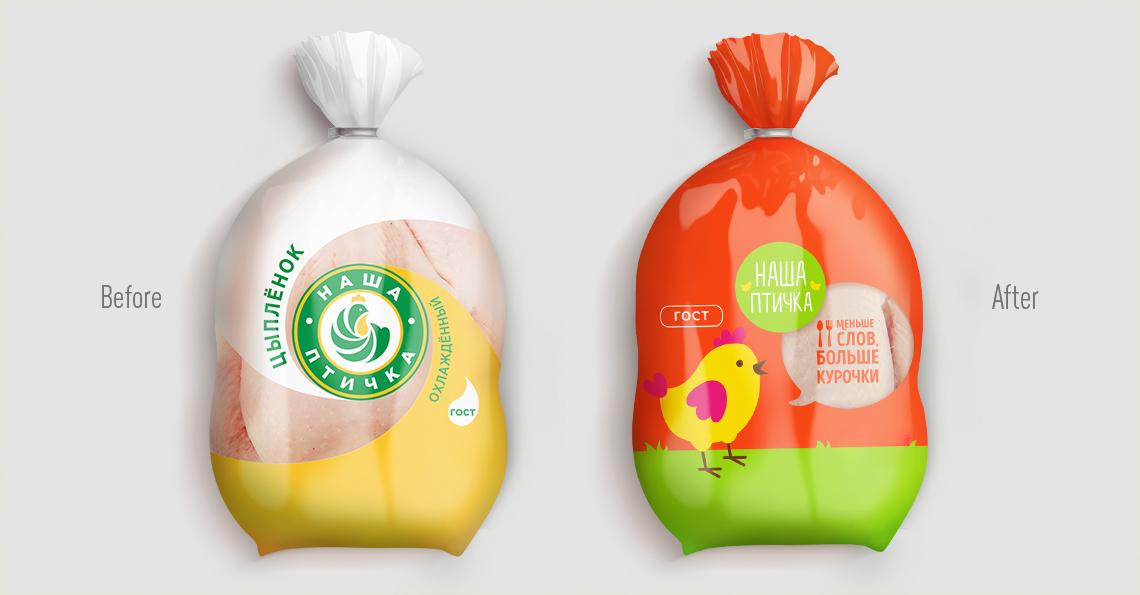 Before
ЦЫПЛЁНОК
НАША
ПТИЧКА
ОХЛАЖДЁННЫЙ
ГОСТ
НАША
ПТИЧКА
ГОСТ
МЕНЬШЕ
СЛОВ,
БОЛЬШЕ
КУРОЧКИ
After